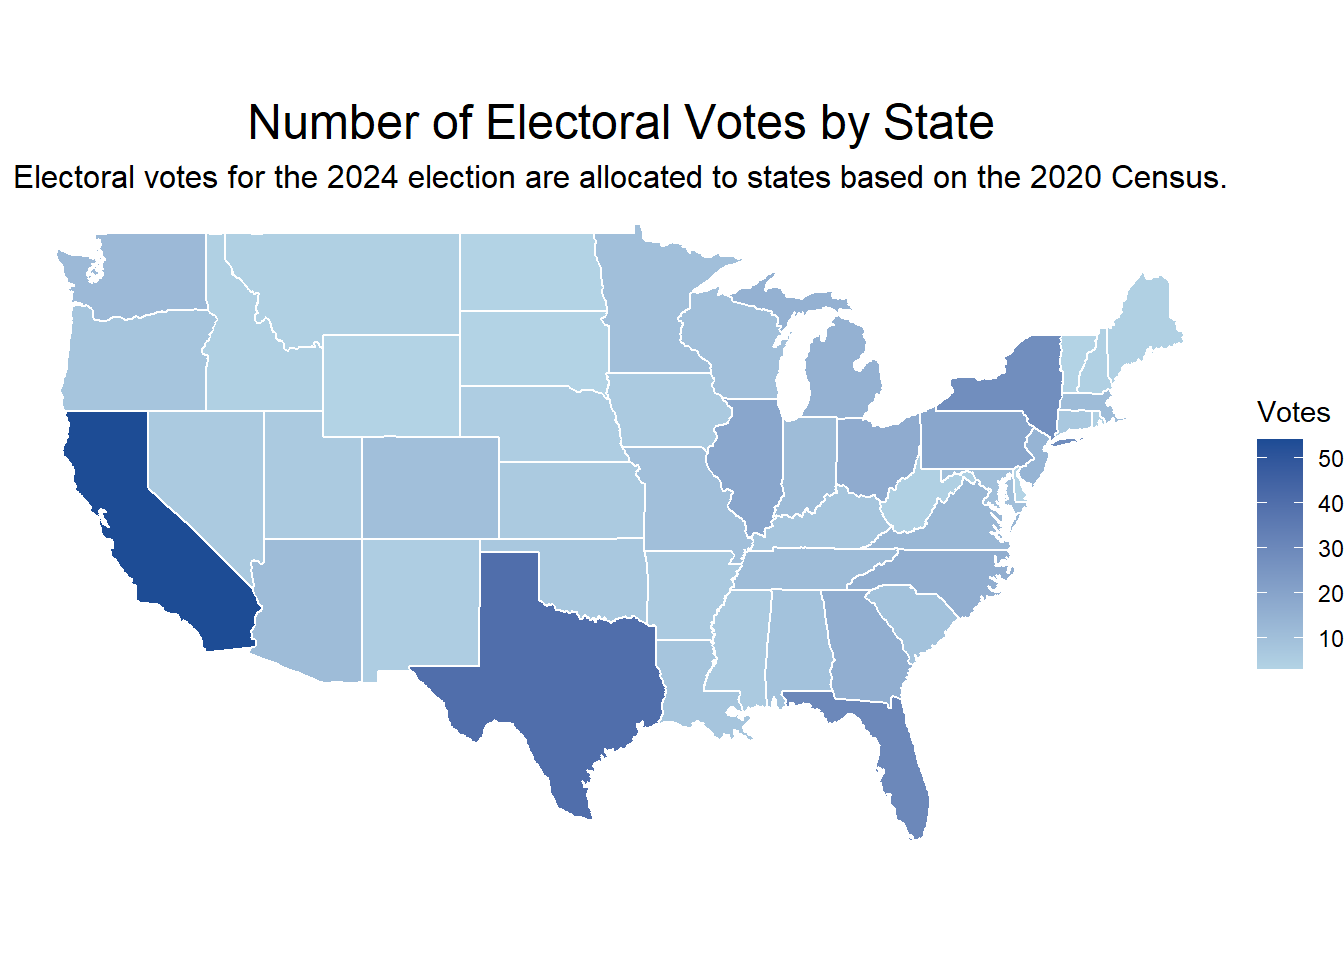 Number of Electoral Votes by State
Electoral votes for the 2024 election are allocated to states based on the 2020 Census.
Votes
50
40
30
20
10